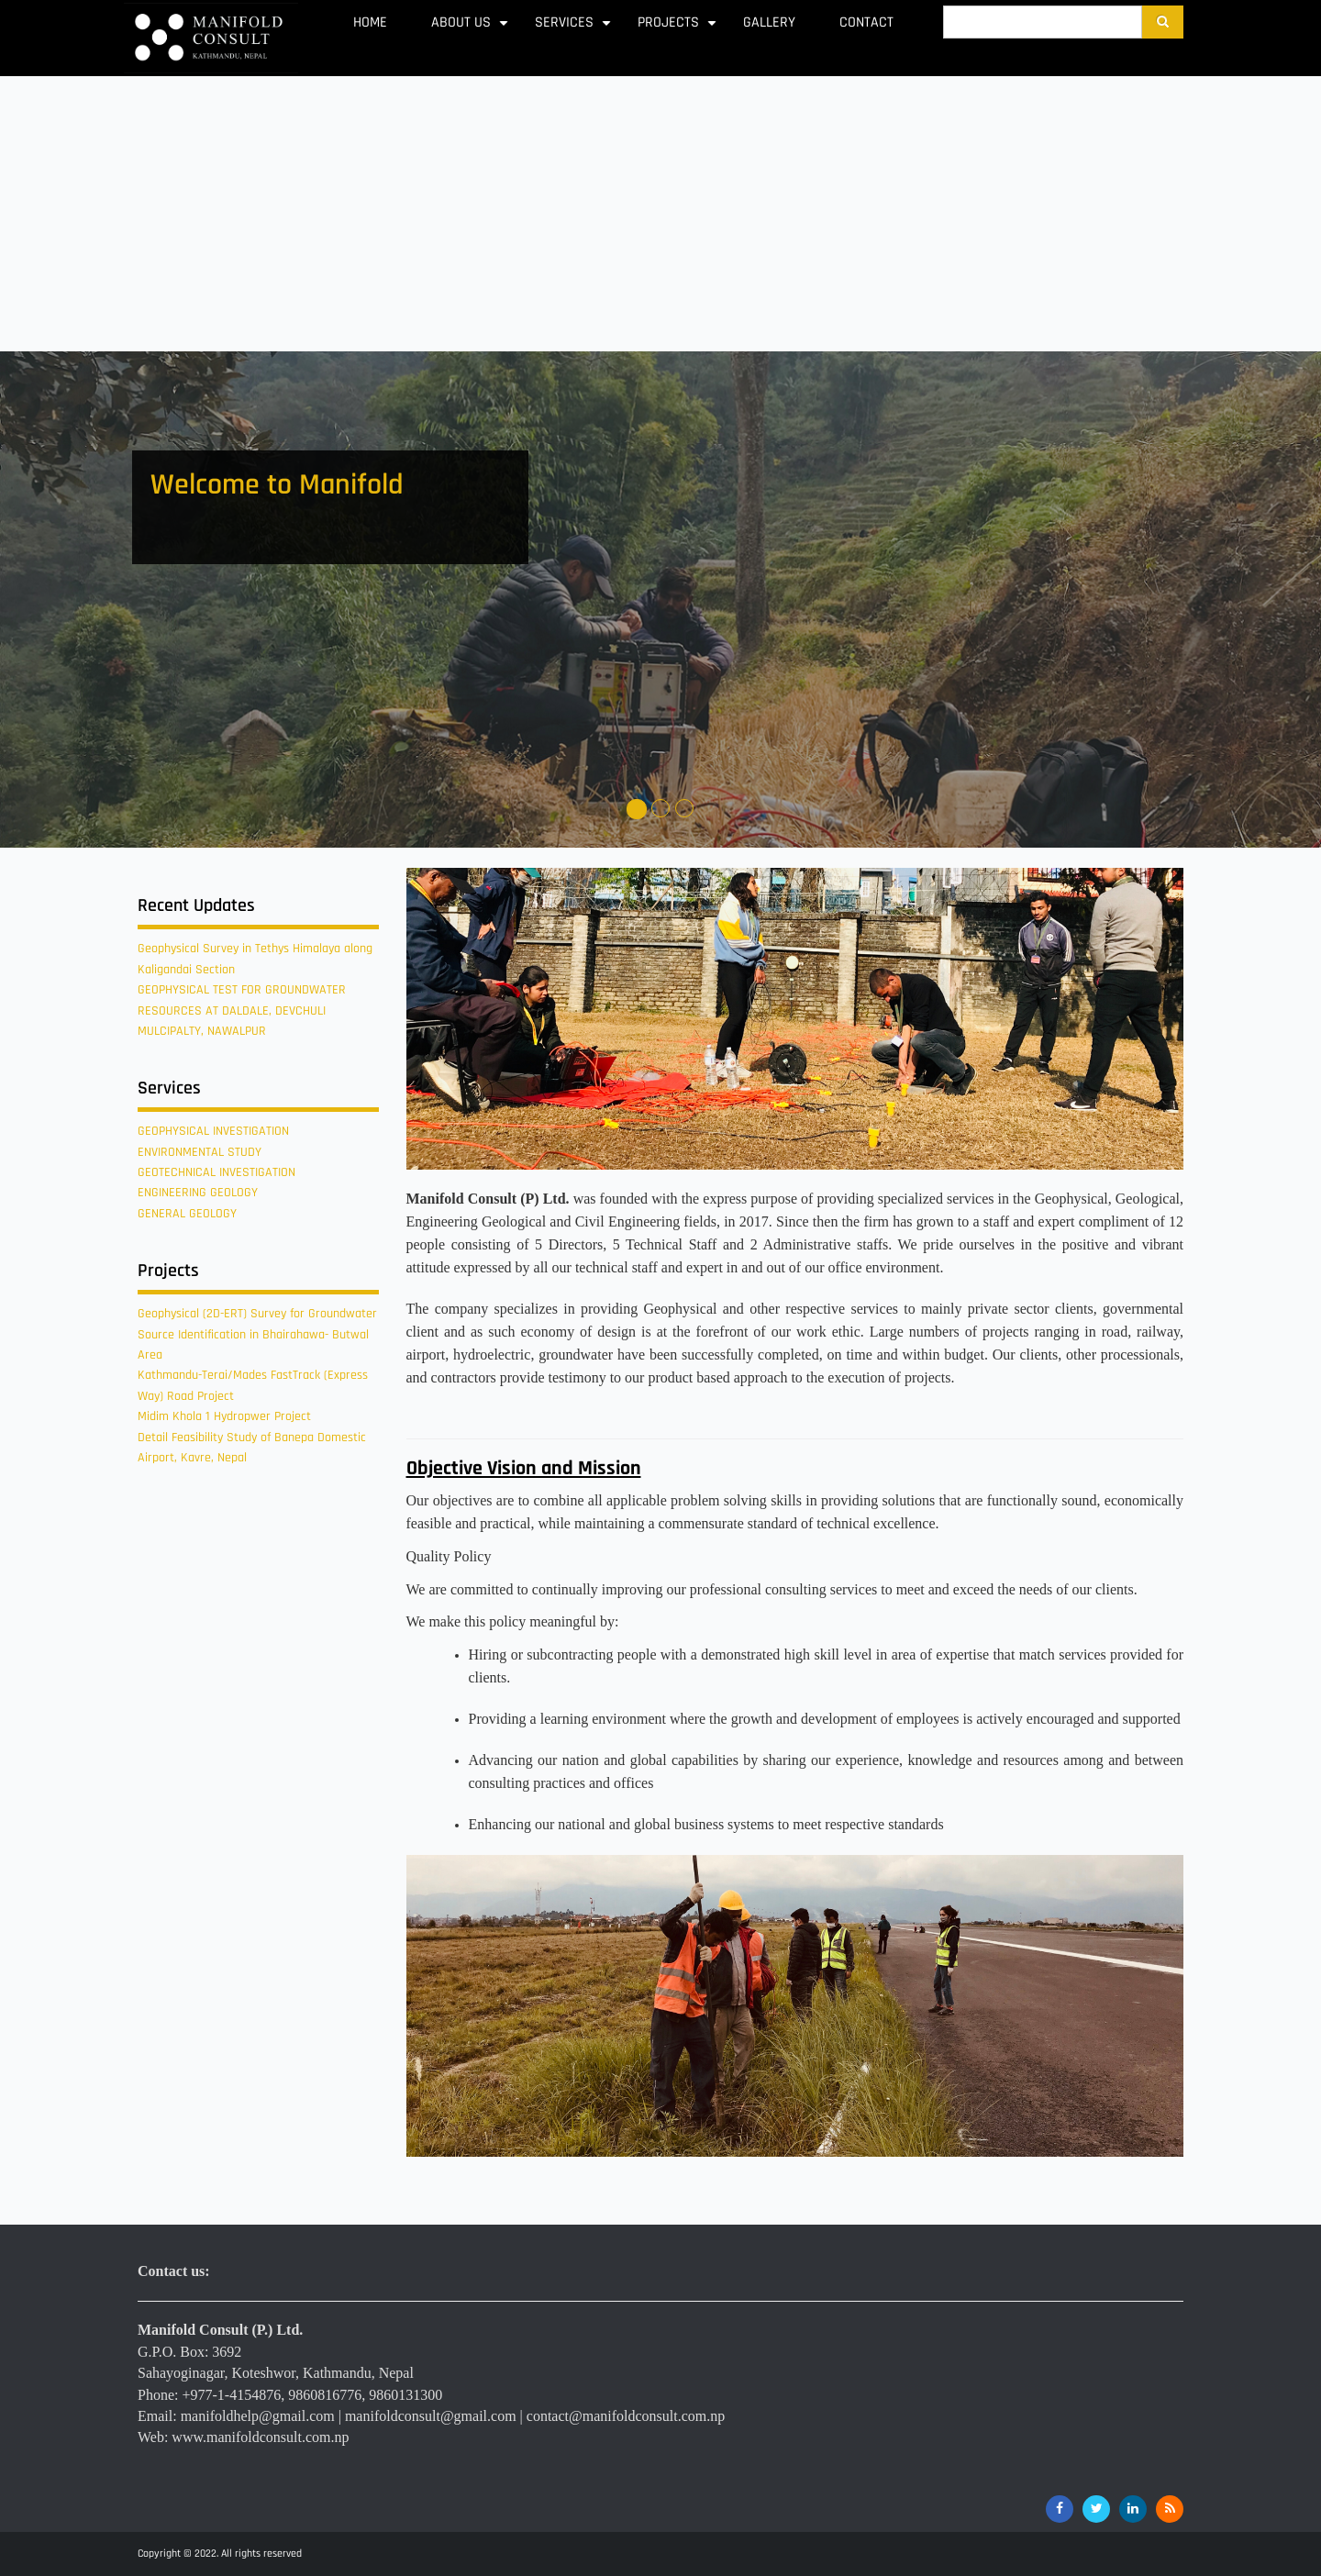 MANIFOLD
CONSULT
KATHMANDU, NEPAL
HOME ABOUT US SERVICES PROJECTS GALLERY CONTACT
Welcome to Manifold
Recent Updates
Geophysical Survey in Tethys Himalaya along
Kaligandai Section
GEOPHYSICAL TEST FOR GROUNDWATER
RESOURCES AT DALDALE, DEVCHULI
MULCIPALTY, NAWALPUR
Services
GEOPHYSICAL INVESTIGATION
ENVIRONMENTAL STUDY
GEOTECHNICAL INVESTIGATION
ENGINEERING GEOLOGY
GENERAL GEOLOGY
Projects
Geophysical (2D-ERT) Survey for Groundwater
Source Identification in Bhairahawa- Butwal
Area
Kathmandu-Terai/Mades FastTrack (Express
Way) Road Project
Midim Khola 1 Hydropwer Project
Detail Feasibility Study of Banepa Domestic
Airport, Kavre, Nepal
Manifold Consult (P) Ltd. was founded with the express purpose of providing specialized services in the Geophysical, Geological,
Engineering Geological and Civil Engineering fields, in 2017. Since then the firm has grown to a staff and expert compliment of 12
people consisting of 5 Directors, 5 Technical Staff and 2 Administrative staffs. We pride ourselves in the positive and vibrant
attitude expressed by all our technical staff and expert in and out of our office environment.
The company specializes in providing Geophysical and other respective services to mainly private sector clients, governmental
client and as such economy of design is at the forefront of our work ethic. Large numbers of projects ranging in road, railway,
airport, hydroelectric, groundwater have been successfully completed, on time and within budget. Our clients, other processionals,
and contractors provide testimony to our product based approach to the execution of projects.
Objective Vision and Mission
Our objectives are to combine all applicable problem solving skills in providing solutions that are functionally sound, economically
feasible and practical, while maintaining a commensurate standard of technical excellence.
Quality Policy
We are committed to continually improving our professional consulting services to meet and exceed the needs of our clients.
We make this policy meaningful by:
• Hiring or subcontracting people with a demonstrated high skill level in area of expertise that match services provided for
clients.
• Providing a learning environment where the growth and development of employees is actively encouraged and supported
• Advancing our nation and global capabilities by sharing our experience, knowledge and resources among and between
consulting practices and offices
• Enhancing our national and global business systems to meet respective standards
Contact us:
Manifold Consult (P.) Ltd.
G.P.O. Box: 3692
Sahayoginagar, Koteshwor, Kathmandu, Nepal
Phone: +977-1-4154876, 9860816776, 9860131300
Email: manifoldhelp@gmail.com | manifoldconsult@gmail.com | contact@manifoldconsult.com.np
Web: www.manifoldconsult.com.np
Copyright © 2022. All rights reserved